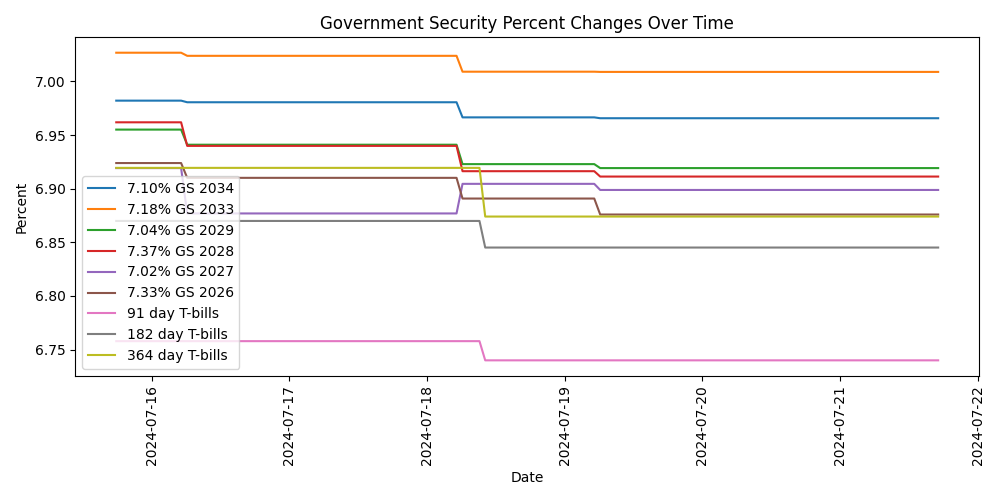 Government Security Percent Changes Over Time
Percent
7.00
6.95
6.90
6.85
6.80
6.75
7.10% GS 2034
7.18% GS 2033
7.04% GS 2029
7.37% GS 2028
7.02% GS 2027
7.33% GS 2026
91 day T-bills
182 day T-bills
364 day T-bills
2024-07-16
2024-07-17
2024-07-18
2024-07-19
2024-07-20
2024-07-21
2024-07-22
Date